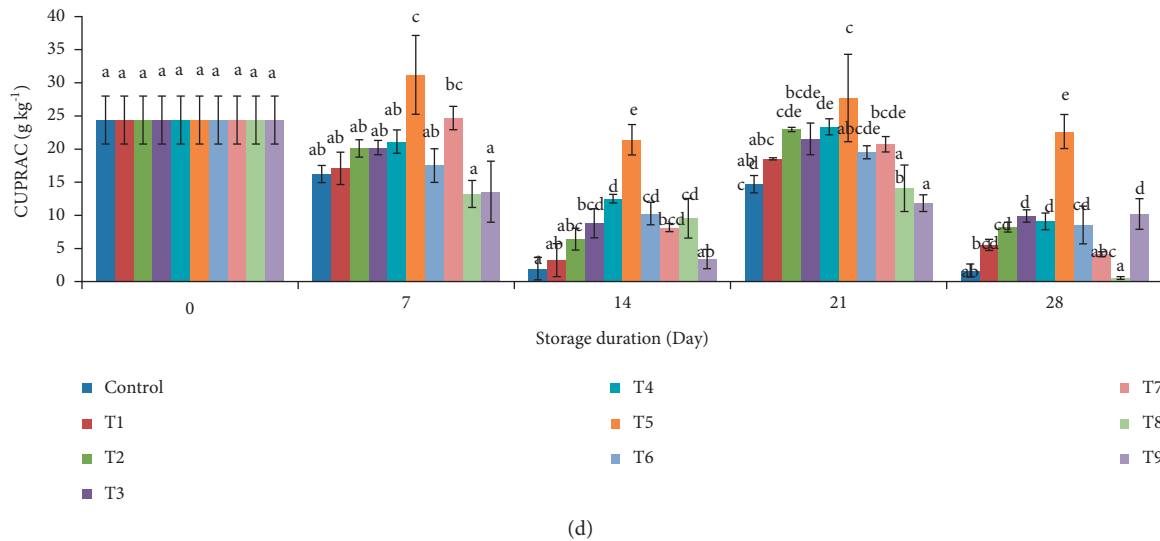 40
35
30
25
20
15
10
5
0
CUPRAC (g kg-1)
a a a a a a a a a a
ab ab ab ab ab c ab bc a a
a ab abc bcd d e cd bcd cd ab
ab c d abc cde bcde de c abcde bcde a b a
ab bcd cd d d e cd abc a d
0 7 14 21 28
Storage duration (Day)
Control T4 T7
T1 T5 T8
T2 T6 T9
T3
(d)